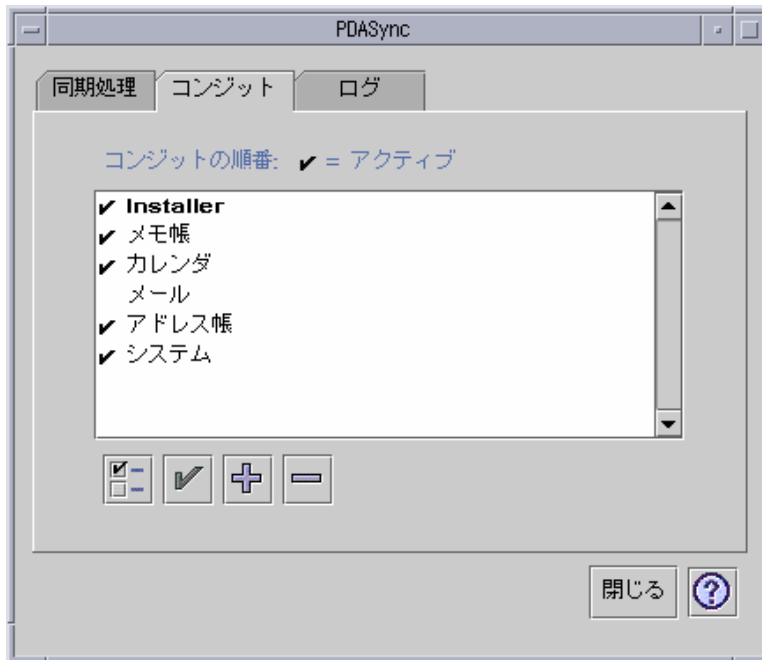 PDASync
同期処理 コンジット ログ
コンジットの順番: ✔ = アクティブ
✔ Installer
✔ メモ帳
✔ カレンダ
メール
✔ アドレス帳
✔ システム
閉じる ?